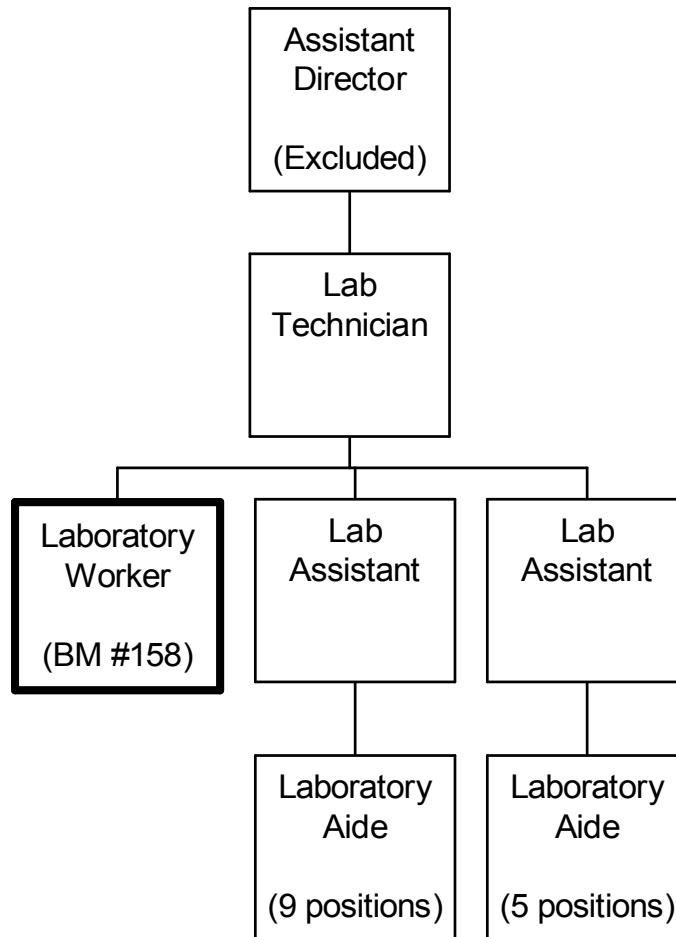 Assistant
Director
(Excluded)
Lab
Technician
Laboratory
Worker
(BM #158)
Lab
Assistant
Lab
Assistant
Laboratory
Aide
(9 positions)
Laboratory
Aide
(5 positions)